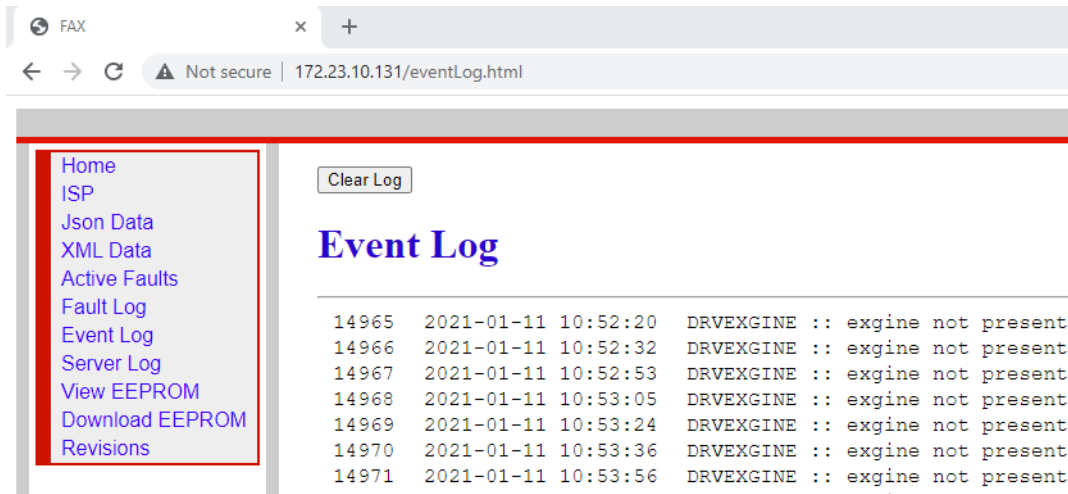 FAX
Not secure | 172.23.10.131/eventLog.html
Home
ISP
Json Data
XML Data
Active Faults
Fault Log
Event Log
Server Log
View EEPROM
Download EEPROM
Revisions
Clear Log
Event Log
14965 2021-01-11 10:52:20 DRVEXGINE :: exgine not present
14966 2021-01-11 10:52:32 DRVEXGINE :: exgine not present
14967 2021-01-11 10:52:53 DRVEXGINE :: exgine not present
14968 2021-01-11 10:53:05 DRVEXGINE :: exgine not present
14969 2021-01-11 10:53:24 DRVEXGINE :: exgine not present
14970 2021-01-11 10:53:36 DRVEXGINE :: exgine not present
14971 2021-01-11 10:53:56 DRVEXGINE :: exgine not present